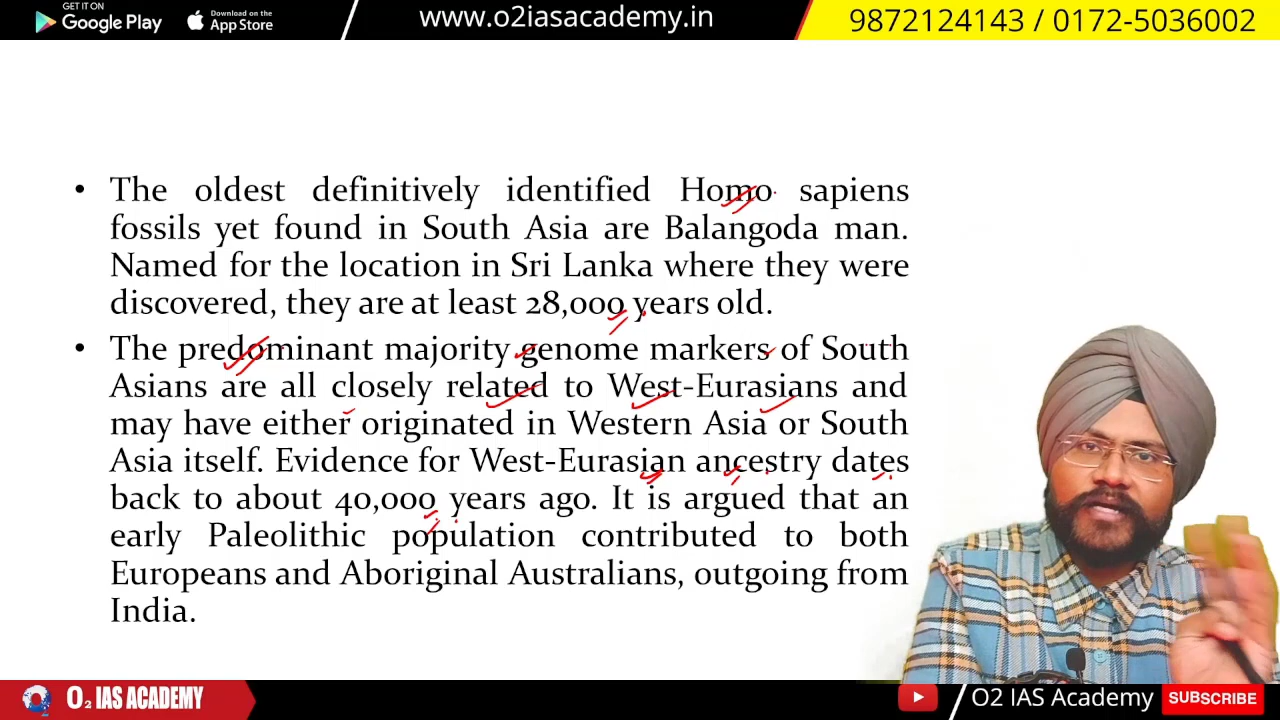 GET IT ON
Google Play
Download on the
App Store
www.o2iasacademy.in
9872124143 / 0172-5036002
• The oldest definitively identified Homo sapiens
fossils yet found in South Asia are Balangoda man.
Named for the location in Sri Lanka where they were
discovered, they are at least 28,000 years old.
• The predominant majority genome markers of South
Asians are all closely related to West-Eurasians and
may have either originated in Western Asia or South
Asia itself. Evidence for West-Eurasian ancestry dates
back to about 40,000 years ago. It is argued that an
early Paleolithic population contributed to both
Europeans and Aboriginal Australians, outgoing from
India.
O₂ IAS ACADEMY
O2 IAS Academy
SUBSCRIBE